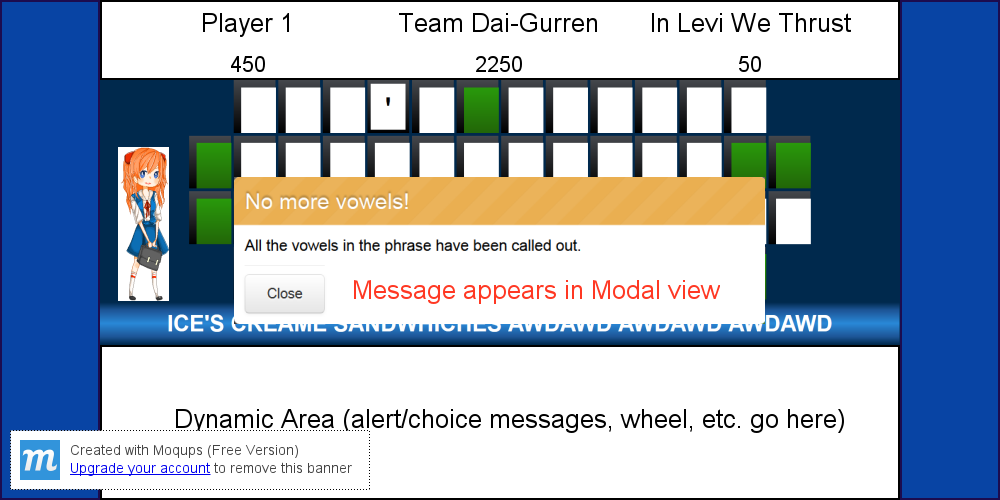 Player 1 Team Dai-Gurren In Levi We Thrust
450 2250 50
'
No more vowels!
All the vowels in the phrase have been called out.
Close Message appears in Modal view
ICE'S CREAME SANDWHICHES AWDAWD AWDAWD AWDAWD
Dynamic Area (alert/choice messages, wheel, etc. go here)
m Created with Moqups (Free Version)
Upgrade your account to remove this banner